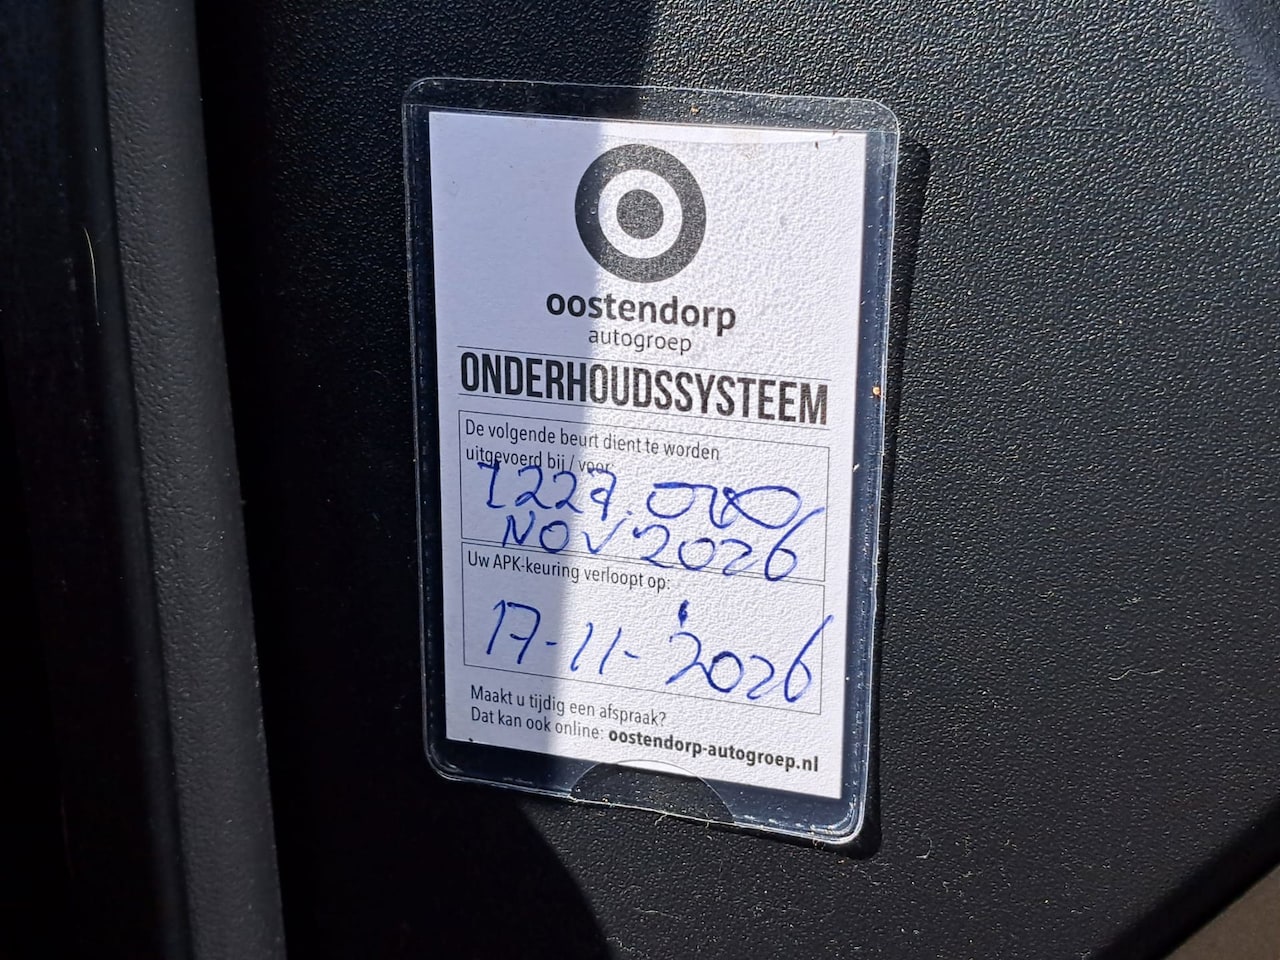 oostendorp
autogroep
ONDERHOUDSSYSTEEM
De volgende beurt dient te worden
uitgevoerd bij / voor:
NOV 2026
Uw APK-keuring verloopt op:
17-11-2026
Maakt u tijdig een afspraak?
Dat kan ook online: oostendorp-autogroep.nl